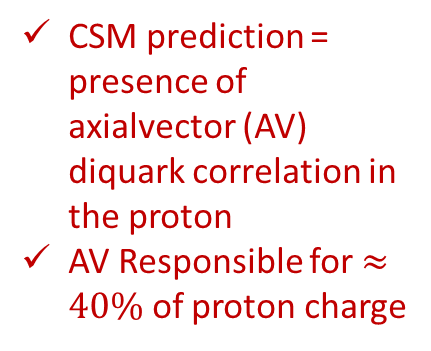 ✓ CSM prediction =
presence of
axialvector (AV)
diquark correlation in
the proton
✓ AV Responsible for ≈
40% of proton charge